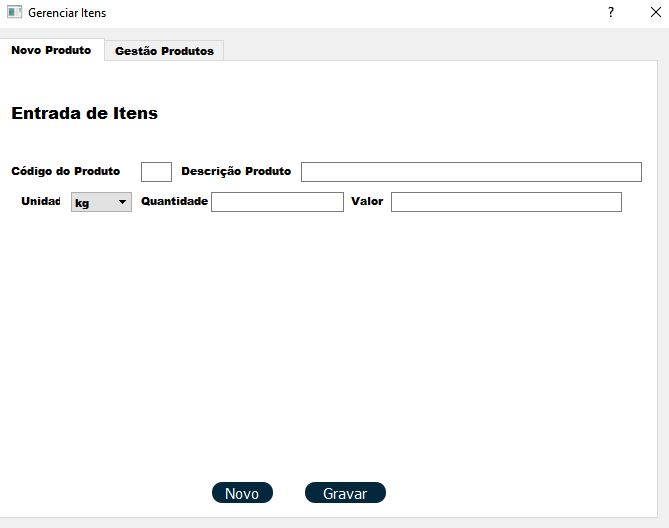 Gerenciar Itens ?
Novo Produto Gestão Produtos
Entrada de Itens
Código do Produto Descrição Produto
Unidad kg Quantidade Valor
Novo Gravar